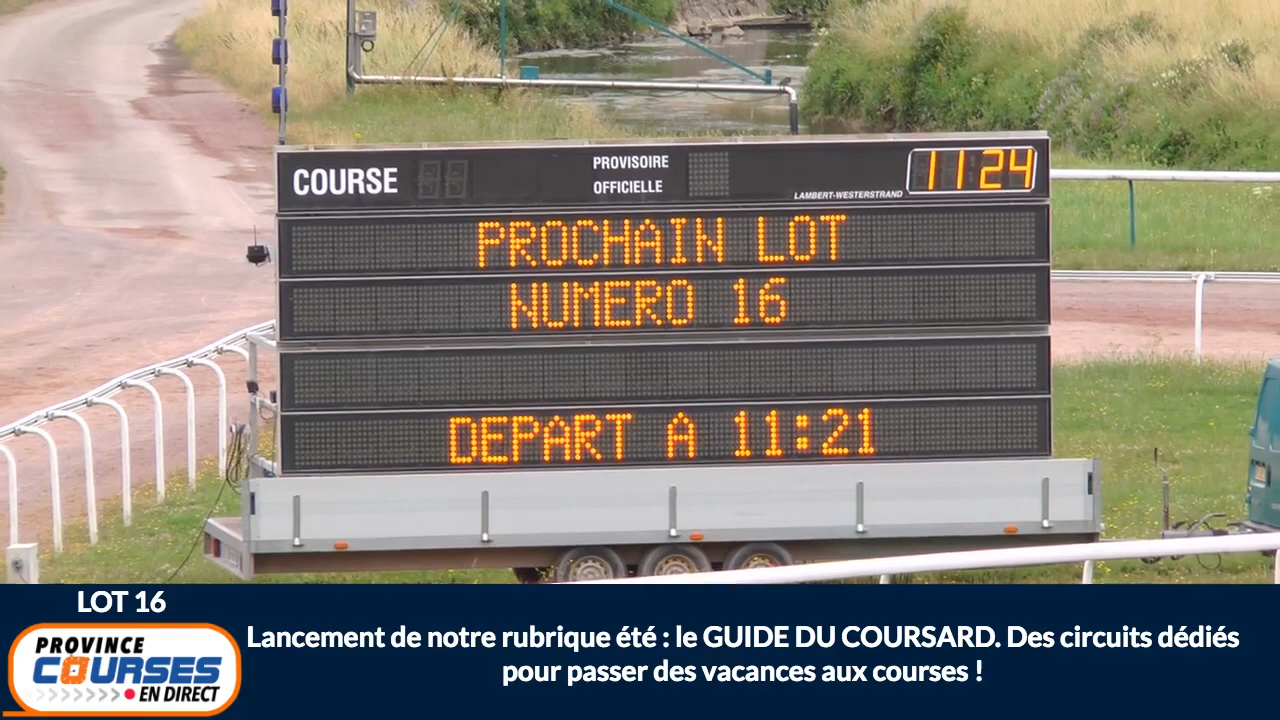 COURSE
PROVISOIRE
OFFICIELLE
11 24
LAMBERT-WESTERSTRAND
PROCHAIN LOT
NUMERO 16
DEPART A 11:21
LOT 16
PROVINCE
COURSES
EN DIRECT
Lancement de notre rubrique été : le GUIDE DU COURSARD. Des circuits dédiés
pour passer des vacances aux courses !